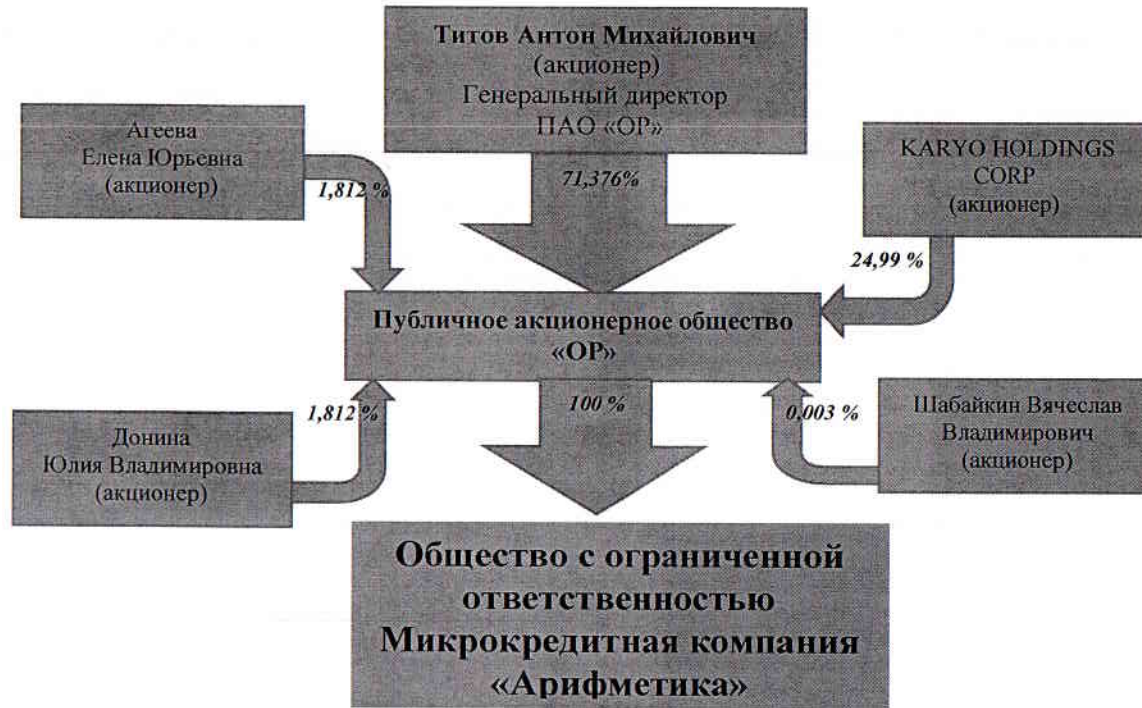 Титов Антон Михайлович
(акционер)
Генеральный директор
ПАО «ОР»
Агеева
Елена Юрьевна
(акционер)
1,812 %
71,376%
KARYO HOLDINGS
CORP
(акционер)
24,99 %
Публичное акционерное общество
«ОР»
Донина
Юлия Владимировна
(акционер)
1,812 %
100 %
0,003 %
Шабайкин Вячеслав
Владимирович
(акционер)
Общество с ограниченной
ответственностью
Микрокредитная компания
«Арифметика»